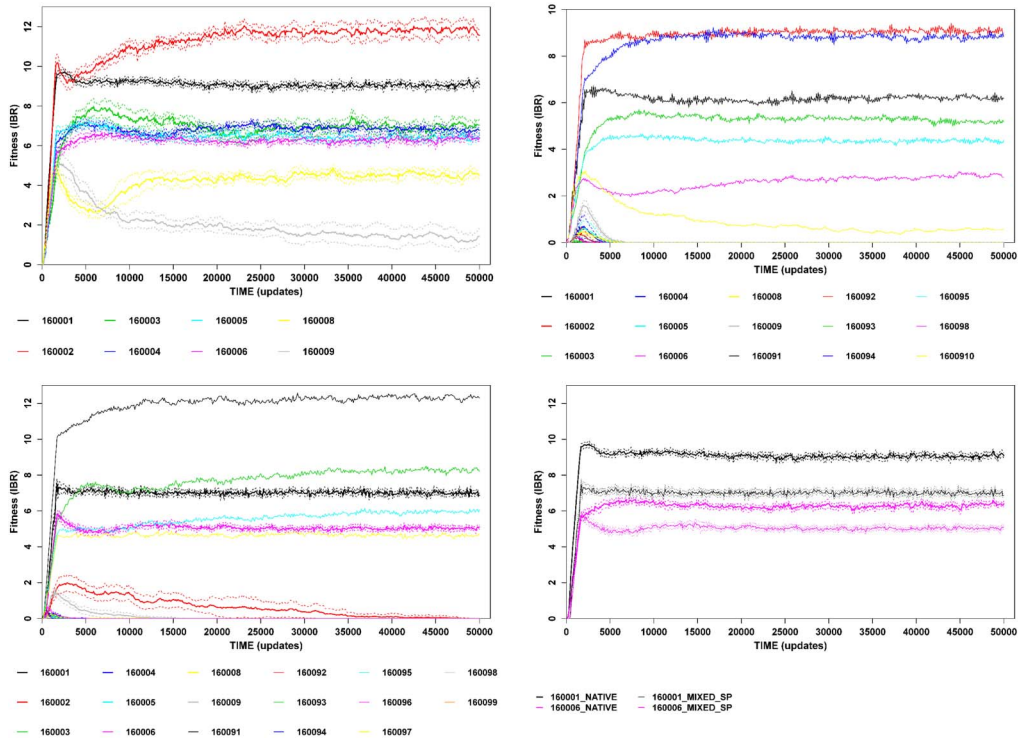 12
10
8
6
4
2
0
Fitness (IBR)
0 5000 10000 15000 20000 25000 30000 35000 40000 45000 50000
TIME (updates)
160001 160003 160005 160008
160002 160004 160006 160009
10
8
6
4
2
0
Fitness (IBR)
0 5000 10000 15000 20000 25000 30000 35000 40000 45000 50000
TIME (updates)
160001 160004 160008 160092 160095
160002 160005 160009 160093 160098
160003 160006 160091 160094 1600910
12
10
8
6
4
2
0
Fitness (IBR)
0 5000 10000 15000 20000 25000 30000 35000 40000 45000 50000
TIME (updates)
160001 160004 160008 160092 160095 160098
160002 160005 160009 160093 160096 160099
160003 160006 160091 160094 160097
12
10
8
6
4
2
0
Fitness (IBR)
0 5000 10000 15000 20000 25000 30000 35000 40000 45000 50000
TIME (updates)
160001_NATIVE 160001_MIXED_SP
160006_NATIVE 160006_MIXED_SP